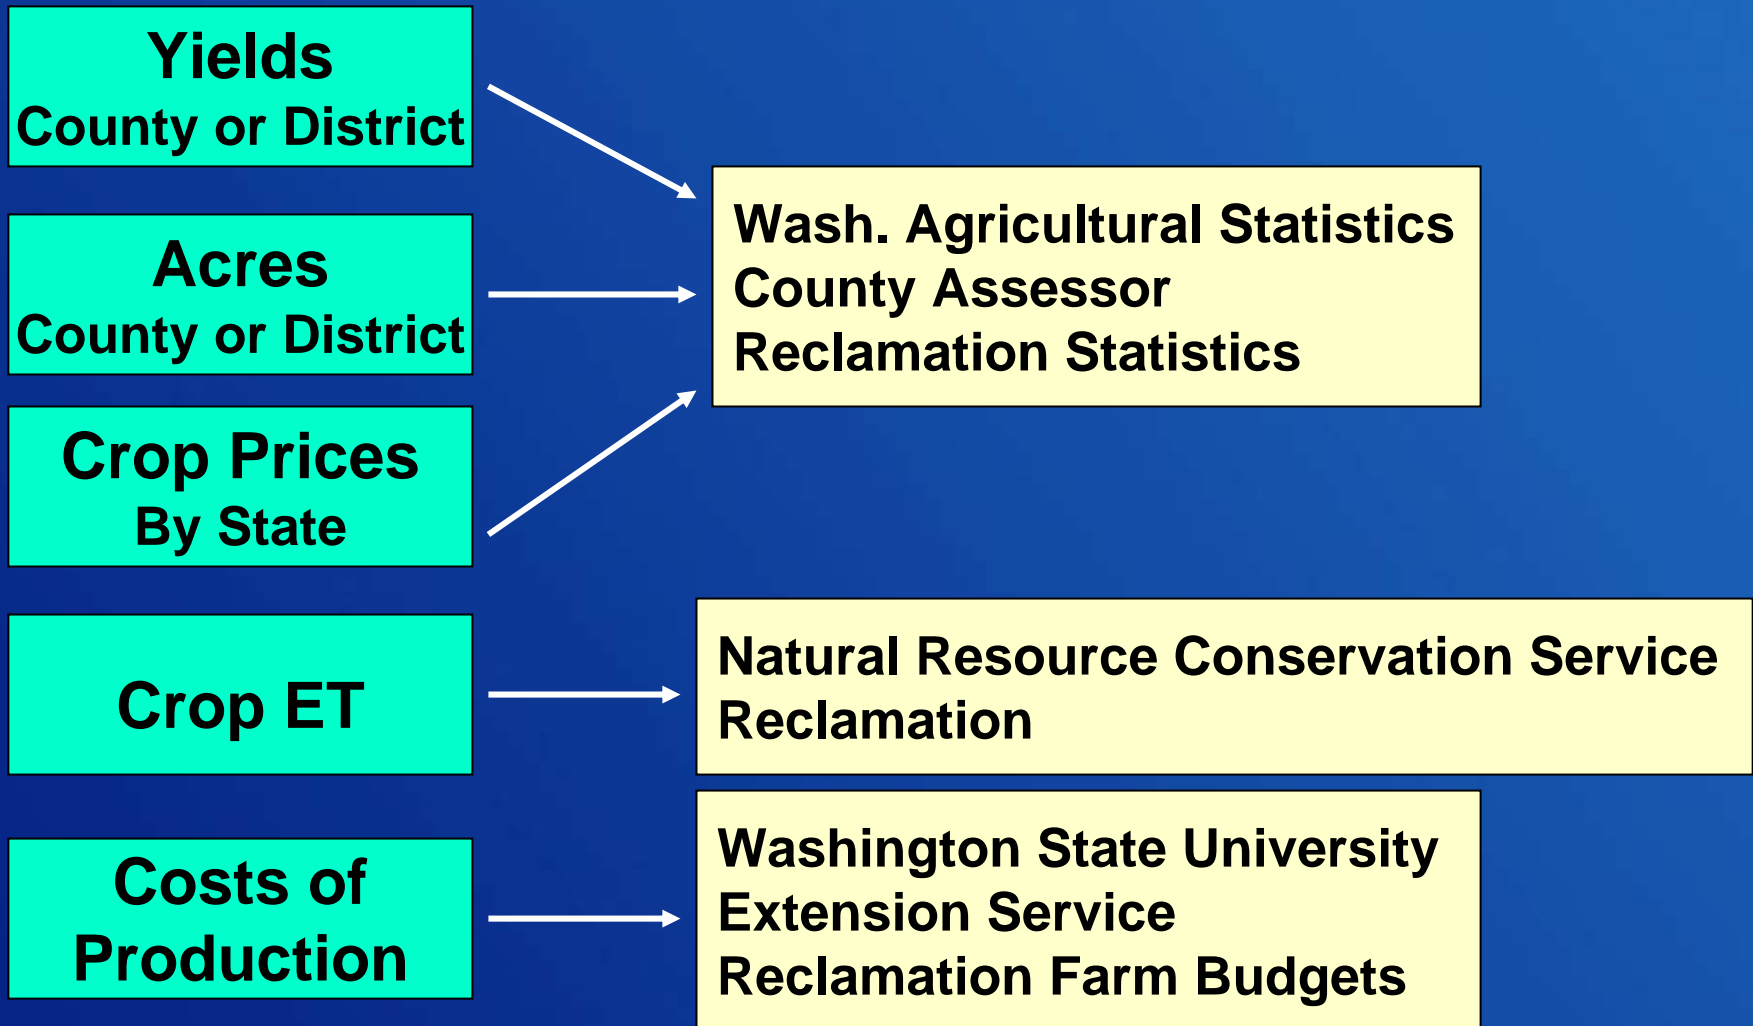 Yields
County or District
Acres
County or District
Crop Prices
By State
Wash. Agricultural Statistics
County Assessor
Reclamation Statistics
Crop ET
Natural Resource Conservation Service
Reclamation
Costs of
Production
Washington State University
Extension Service
Reclamation Farm Budgets